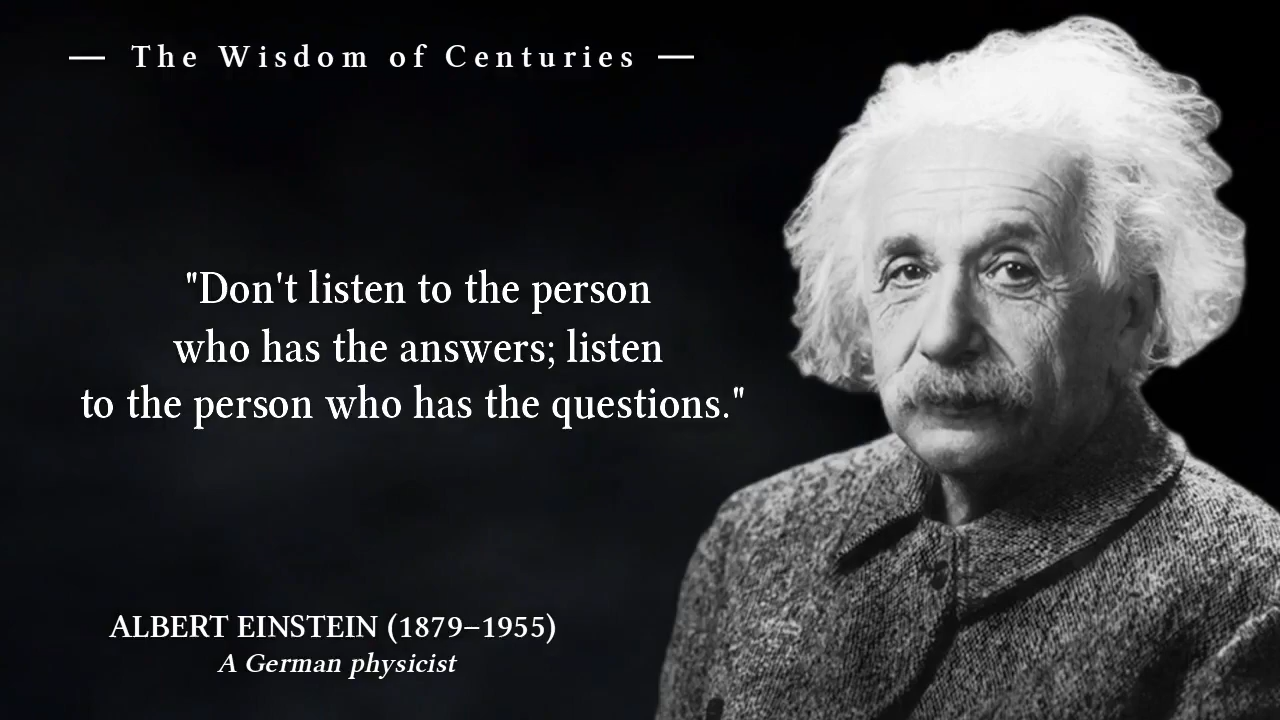 — The Wisdom of Centuries —
"Don't listen to the person
who has the answers; listen
to the person who has the questions."
ALBERT EINSTEIN (1879–1955)
A German physicist